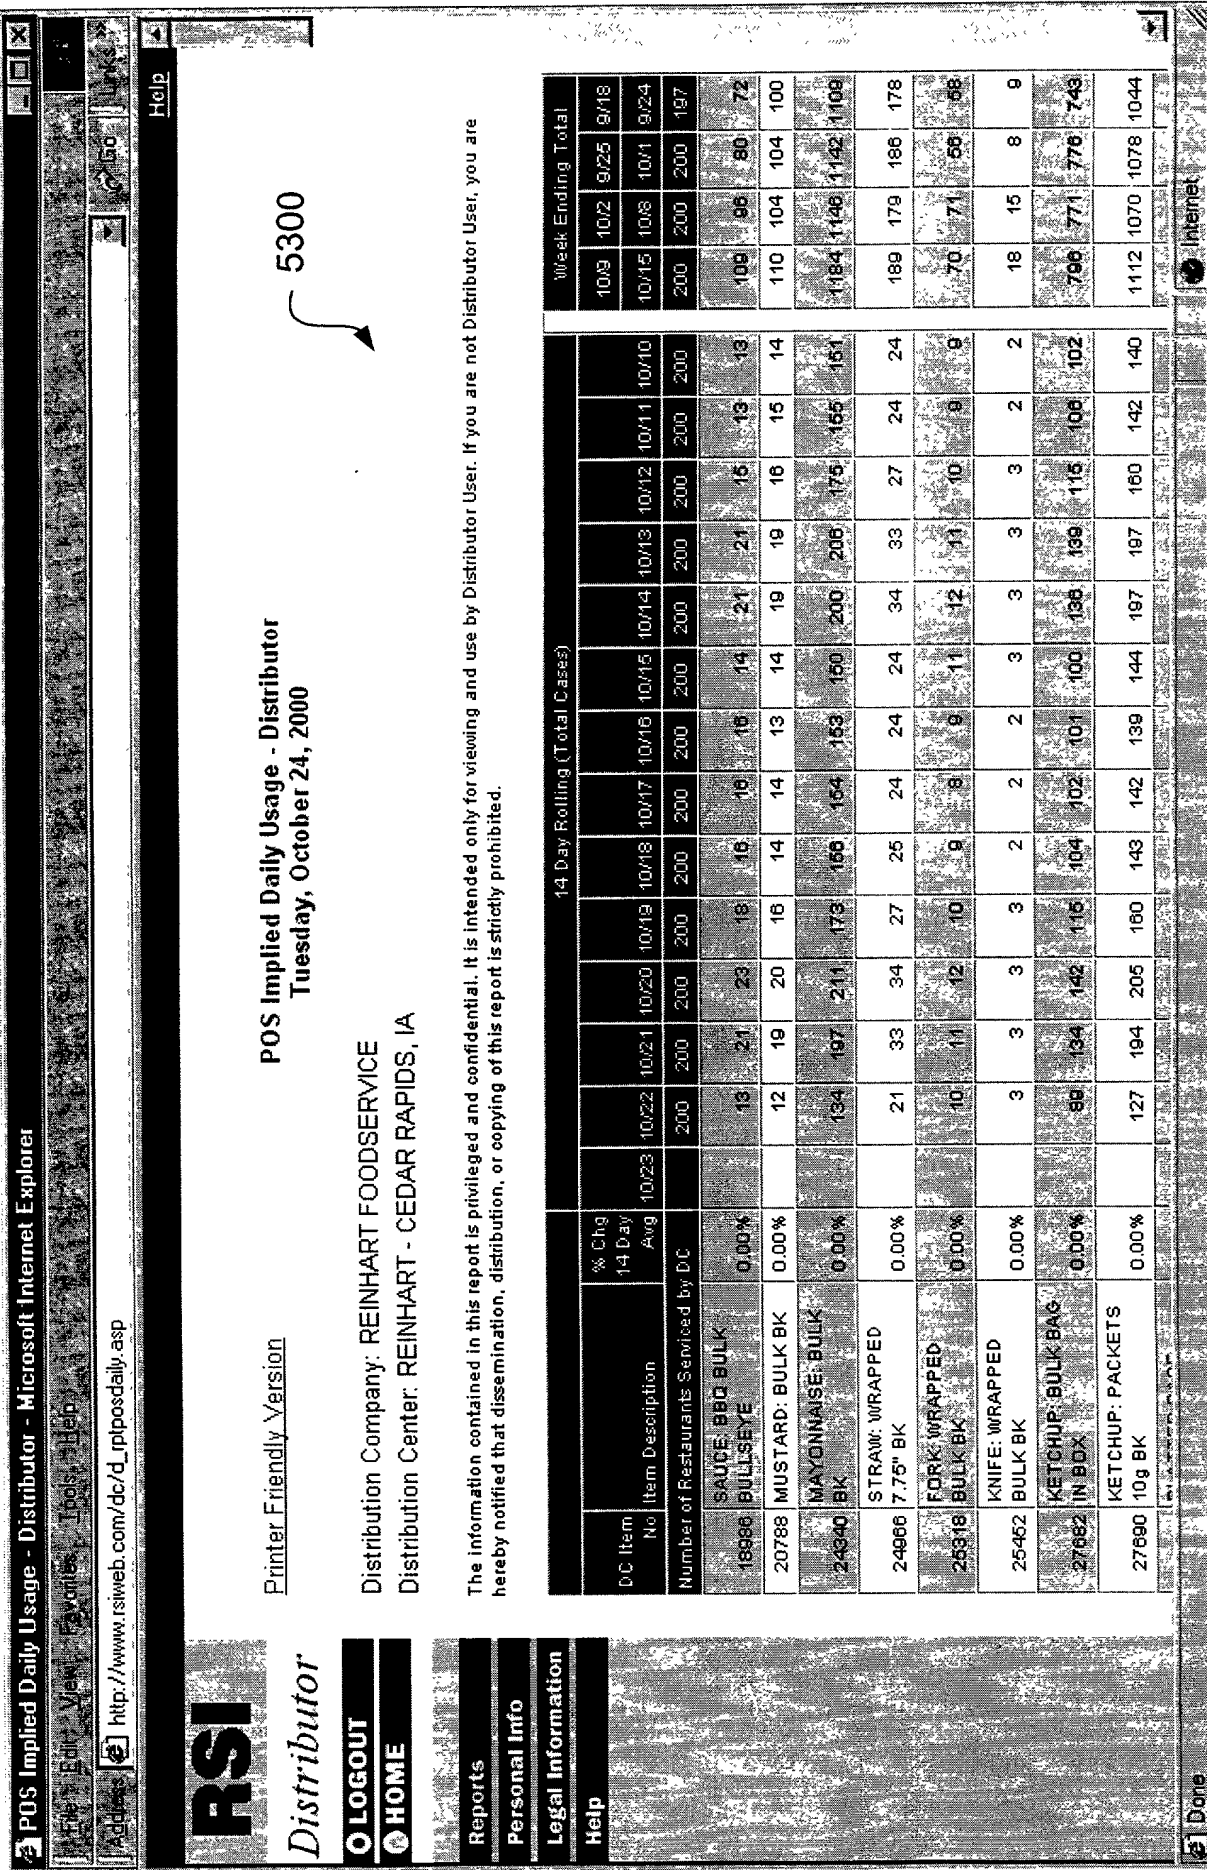 POS Implied Daily Usage - Distributor - Microsoft Internet Explorer
File Edit View Favorites Tools Help
Address http://www.rsiweb.com/dc/d_rptposdaily.asp Go Links »
Help
RSI
Distributor
LOGOUT
HOME
Reports
Personal Info
Legal Information
Help
Printer Friendly Version
POS Implied Daily Usage - Distributor
Tuesday, October 24, 2000
5300
Distribution Company: REINHART FOODSERVICE
Distribution Center: REINHART - CEDAR RAPIDS, IA
The information contained in this report is privileged and confidential. It is intended only for viewing and use by Distributor User. If you are not Distributor User, you are
hereby notified that dissemination, distribution, or copying of this report is strictly prohibited.
14 Day Rolling (Total Cases) Week Ending Total
% Chg 10/9 10/2 9/25 9/18
DC Item 14 Day
No Item Description Avg 10/23 10/22 10/21 10/20 10/19 10/18 10/17 10/16 10/15 10/14 10/13 10/12 10/11 10/10 10/15 10/8 10/1 9/24
Number of Restaurants Serviced by DC 200 200 200 200 200 200 200 200 200 200 200 200 200 200 200 200 197
SAUCE: BBQ BULK
18986 BULLSEYE 0.00% 13 21 23 18 16 16 16 14 21 21 15 13 13 109 96 80 72
20788 MUSTARD: BULK BK 0.00% 12 19 20 16 14 14 13 14 19 19 16 15 14 110 104 104 100
MAYONNAISE: BULK
24340 BK 0.00% 134 197 211 173 156 154 153 150 200 206 175 155 151 1184 1146 1142 1109
STRAW: WRAPPED
24966 7.75" BK 0.00% 21 33 34 27 25 24 24 24 34 33 27 24 24 189 179 186 178
FORK: WRAPPED
25318 BULK BK 0.00% 10 11 12 10 9 8 9 11 12 11 10 9 9 70 71 56 58
KNIFE: WRAPPED
25452 BULK BK 0.00% 3 3 3 3 2 2 2 3 3 3 3 2 2 18 15 8 9
KETCHUP: BULK BAG
27682 IN BOX 0.00% 89 134 142 115 104 102 101 100 136 139 115 106 102 796 771 776 743
KETCHUP: PACKETS
27690 10g BK 0.00% 127 194 205 160 143 142 139 144 197 197 160 142 140 1112 1070 1078 1044
Done Internet